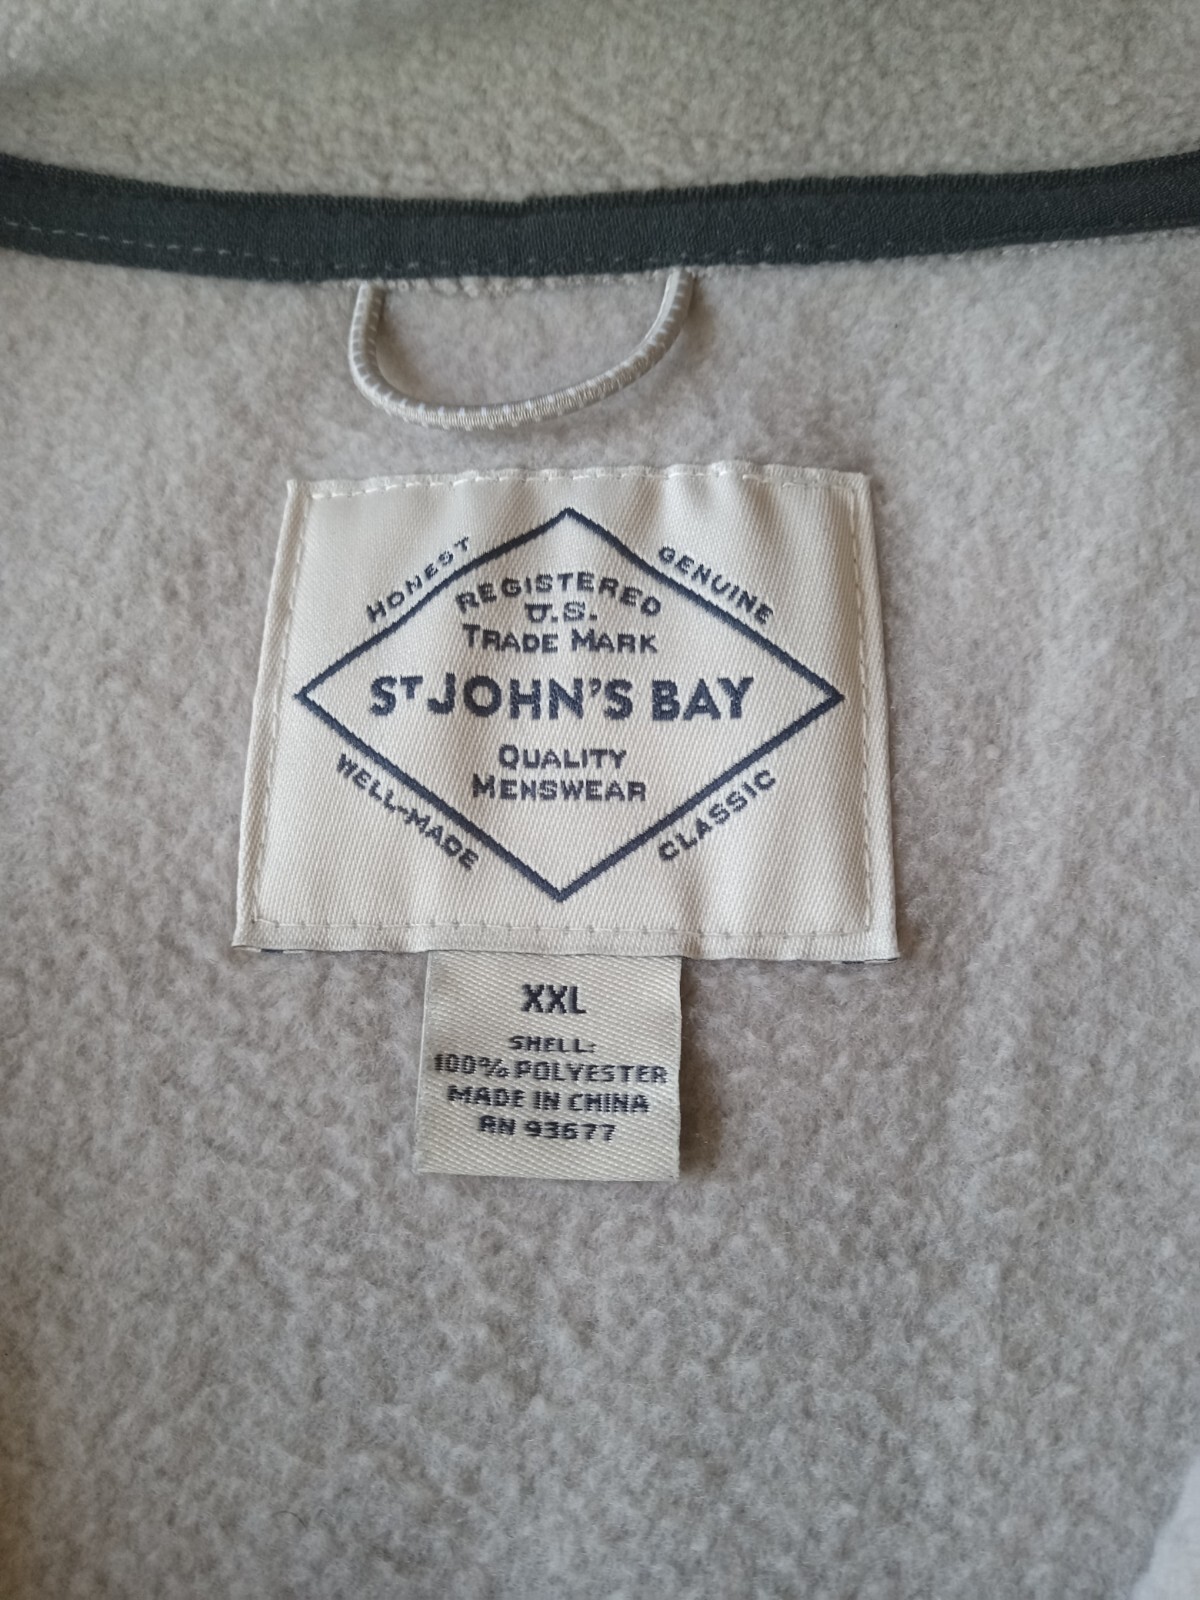 HONEST
GENUINE
REGISTERED
U.S.
TRADE MARK
ST JOHN'S BAY
QUALITY
MENSWEAR
WELL-MADE
CLASSIC
XXL
SHELL:
100% POLYESTER
MADE IN CHINA
RN 93677